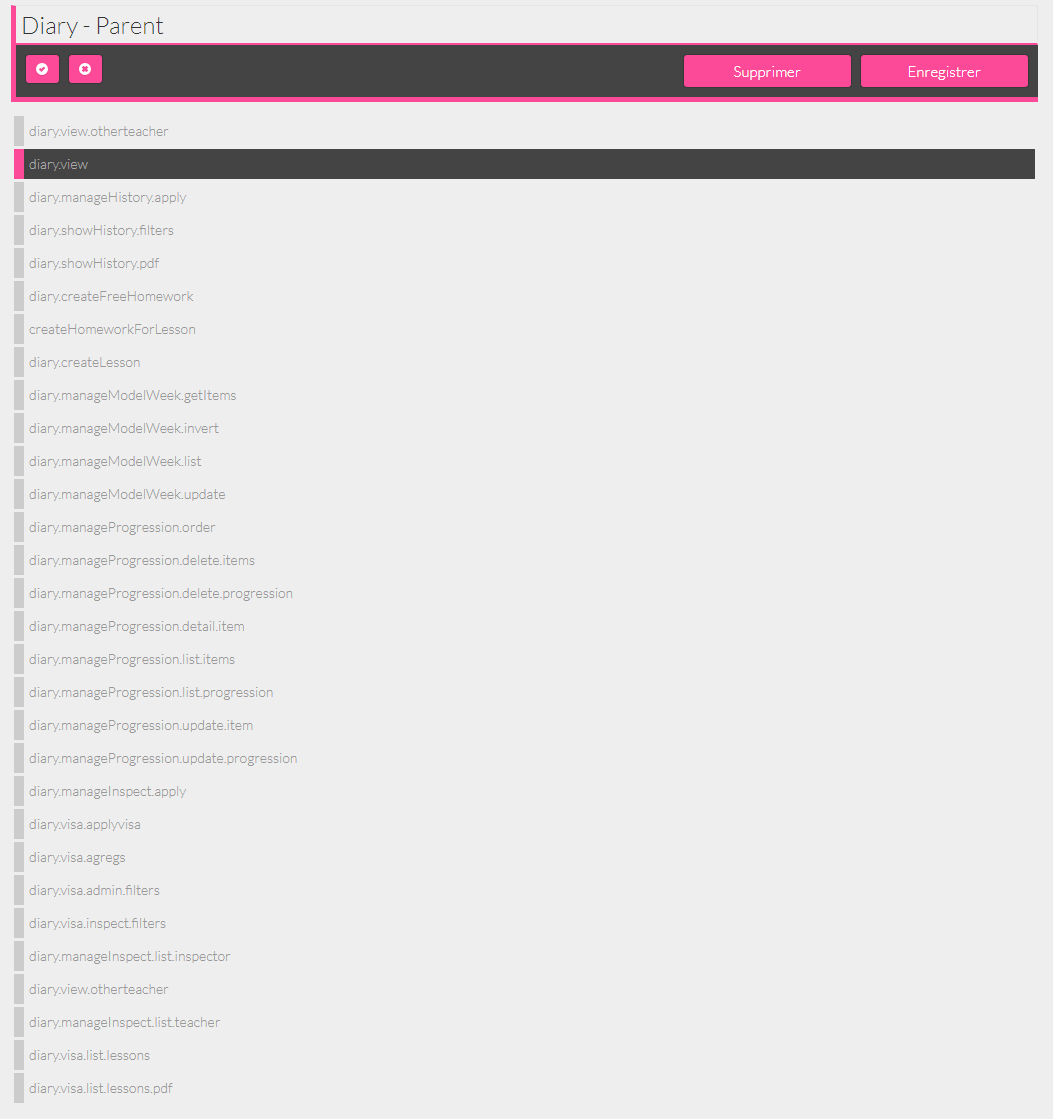 Diary - Parent
Supprimer
Enregistrer
diary.view.otherteacher
diary.view
diary.manageHistory.apply
diary.showHistory.filters
diary.showHistory.pdf
diary.createFreeHomework
createHomeworkForLesson
diary.createLesson
diary.manageModelWeek.getItems
diary.manageModelWeek.invert
diary.manageModelWeek.list
diary.manageModelWeek.update
diary.manageProgression.order
diary.manageProgression.delete.items
diary.manageProgression.delete.progression
diary.manageProgression.detail.item
diary.manageProgression.list.items
diary.manageProgression.list.progression
diary.manageProgression.update.item
diary.manageProgression.update.progression
diary.manageInspect.apply
diary.visa.applyvisa
diary.visa.agregs
diary.visa.admin.filters
diary.visa.inspect.filters
diary.manageInspect.list.inspector
diary.view.otherteacher
diary.manageInspect.list.teacher
diary.visa.list.lessons
diary.visa.list.lessons.pdf